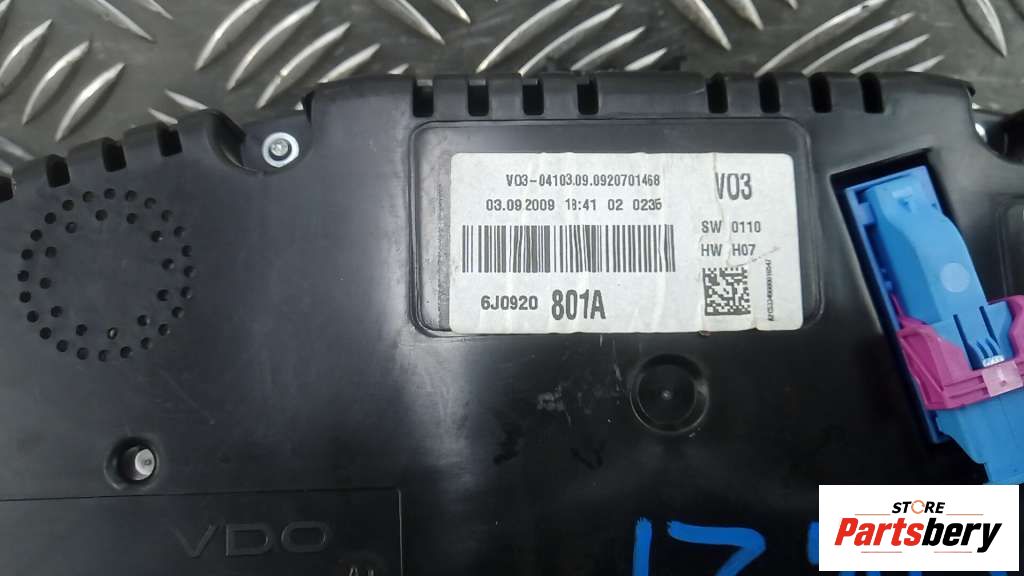 V03-04103.09.0920701468
V03
03.09.2009 18:41 02 0235
SW 0110
HW H07
6J0920 801A
VDO
STORE
Partsbery